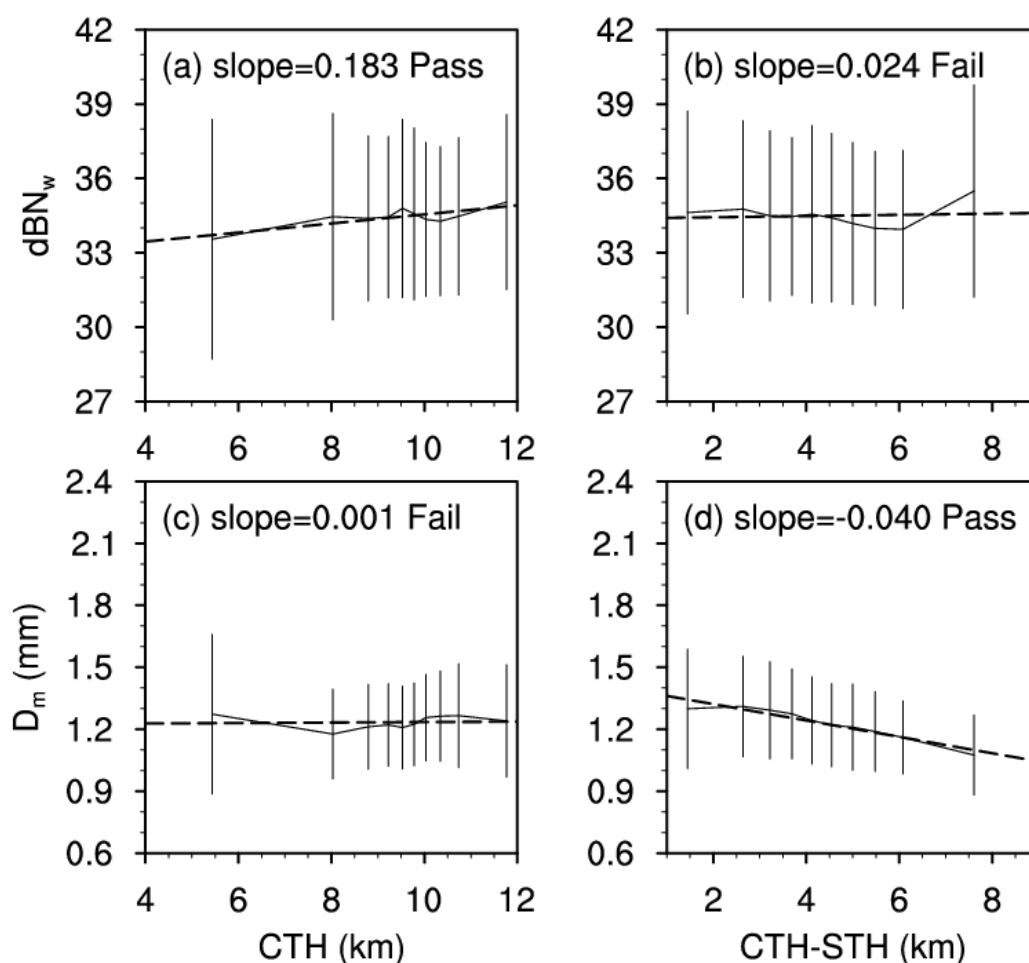 (a) slope=0.183 Pass
(b) slope=0.024 Fail
dBNw
42
39
36
33
30
27
42
39
36
33
30
27
4 6 8 10 12
2 4 6 8
(c) slope=0.001 Fail
(d) slope=-0.040 Pass
Dm (mm)
2.4
2.1
1.8
1.5
1.2
0.9
0.6
2.4
2.1
1.8
1.5
1.2
0.9
0.6
4 6 8 10 12
2 4 6 8
CTH (km)
CTH-STH (km)